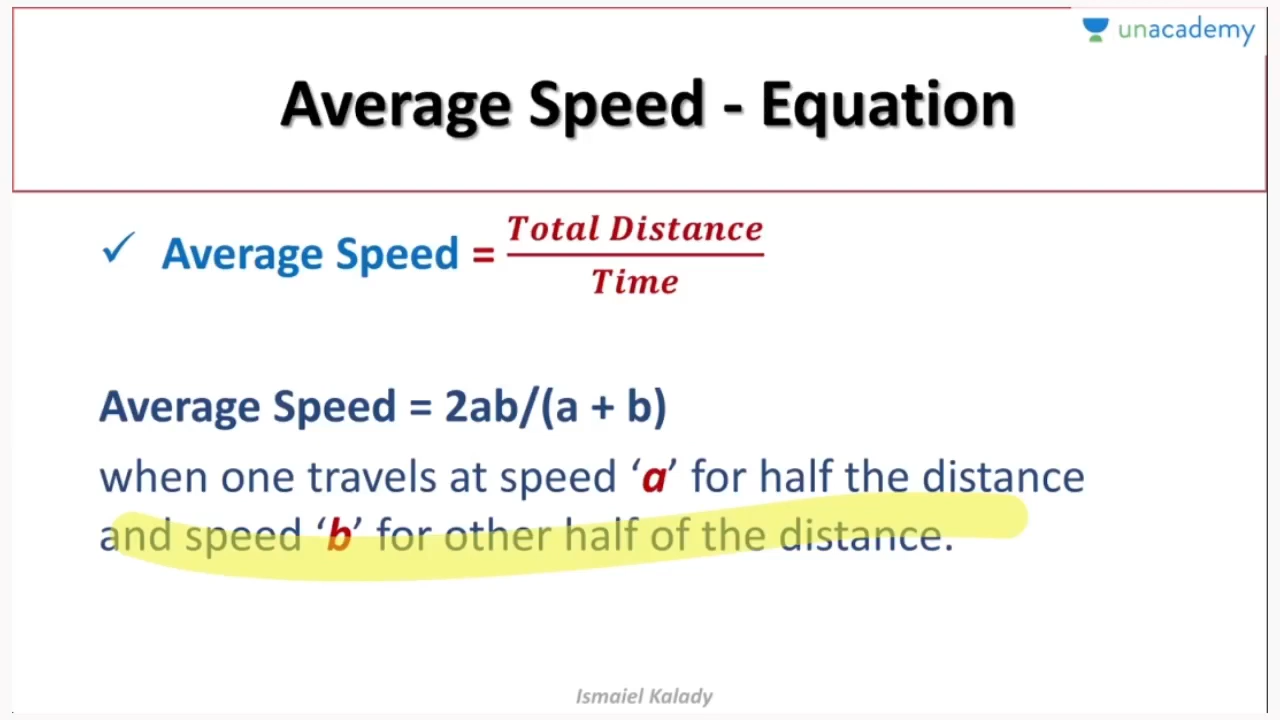 unacademy
Average Speed - Equation
✓ Average Speed = Total Distance / Time
Average Speed = 2ab/(a + b)
when one travels at speed ‘a’ for half the distance
and speed ‘b’ for other half of the distance.
Ismaiel Kalady